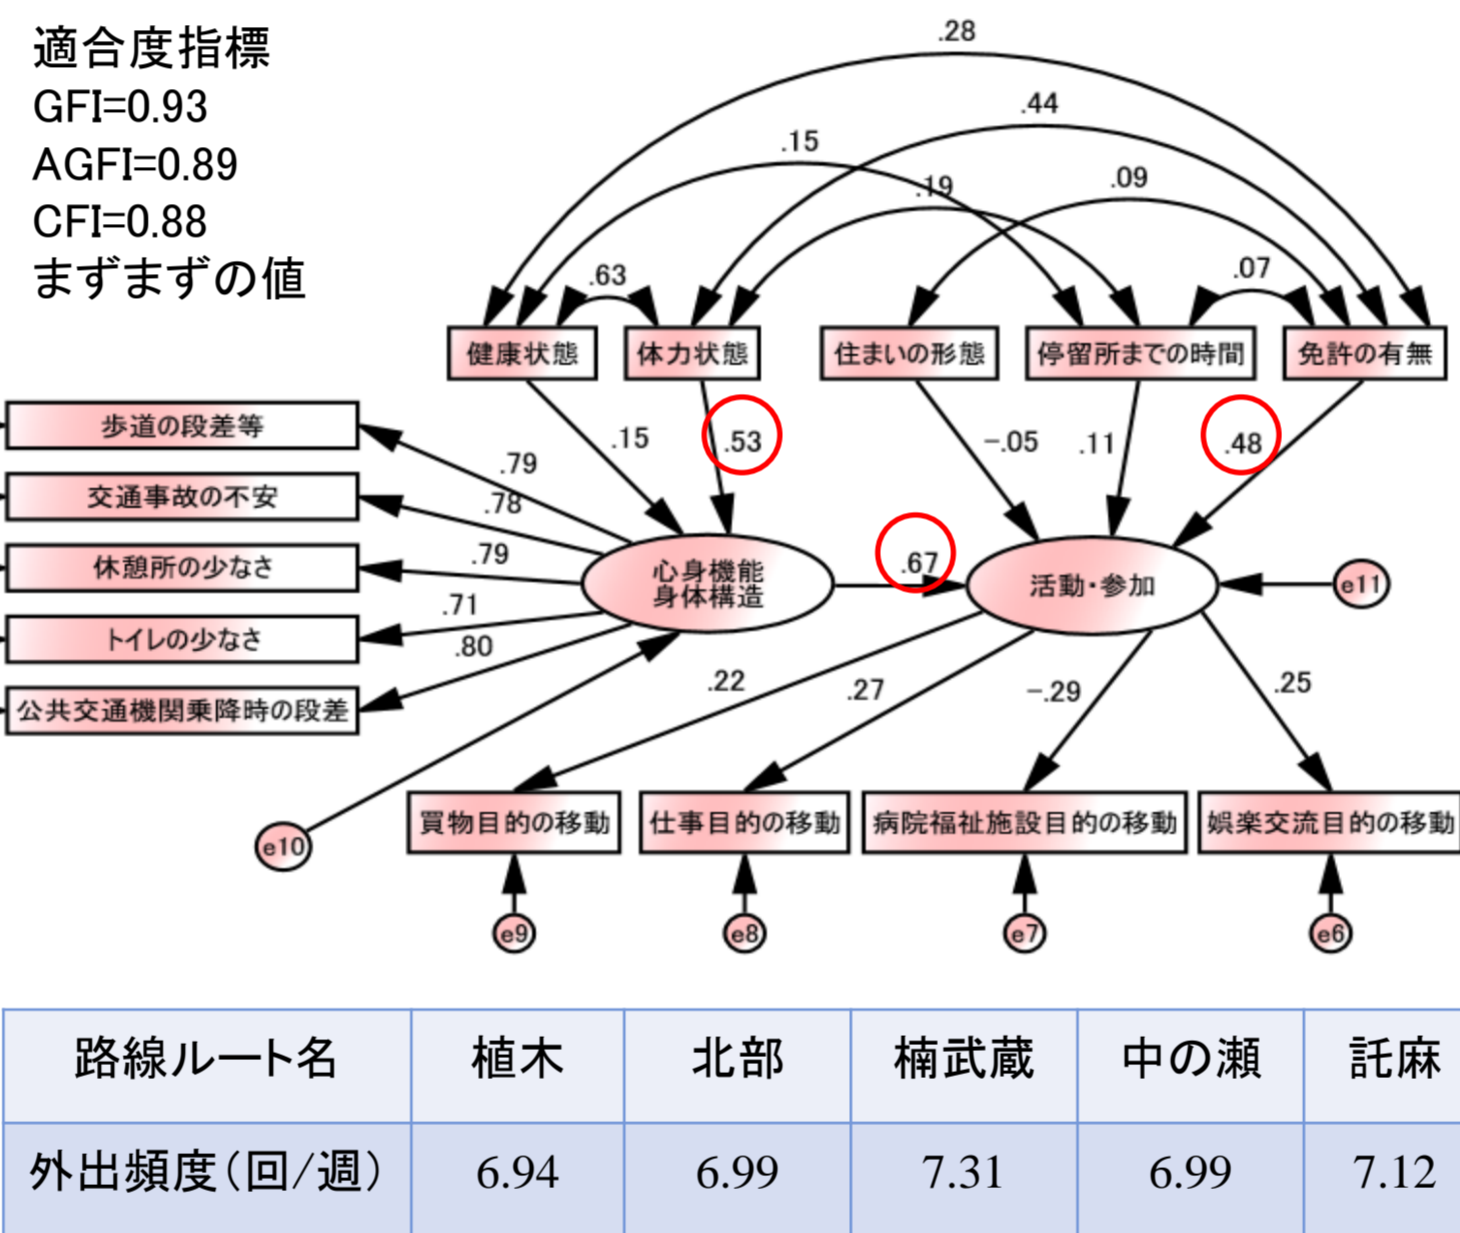 適合度指標
GFI=0.93
AGFI=0.89
CFI=0.88
まずまずの値
.28
.44
.15
.19
.09
.63
.07
健康状態
体力状態
住まいの形態
停留所までの時間
免許の有無
歩道の段差等
交通事故の不安
休憩所の少なさ
トイレの少なさ
公共交通機関乗降時の段差
.79
.78
.79
.71
.80
.15
.53
-.05
.11
.48
心身機能
身体構造
.67
活動・参加
e11
e10
.22
.27
-.29
.25
買物目的の移動
仕事目的の移動
病院福祉施設目的の移動
娯楽交流目的の移動
e9
e8
e7
e6
路線ルート名 植木 北部 楠武蔵 中の瀬 託麻
外出頻度(回/週) 6.94 6.99 7.31 6.99 7.12